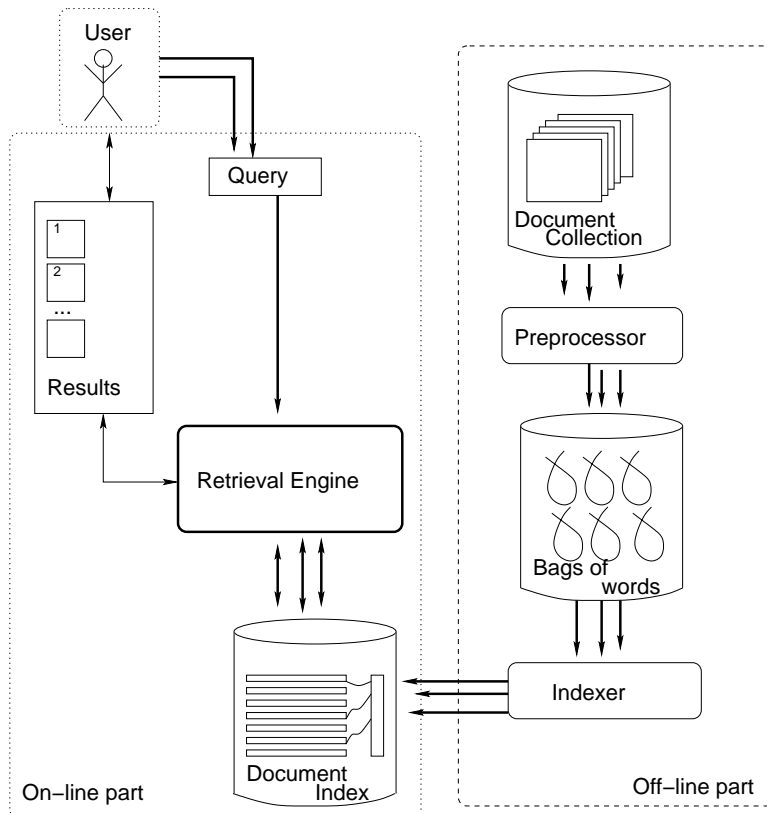 User
Query
1
2
...
Results
Retrieval Engine
Document
Index
On–line part
Document
Collection
Preprocessor
Bags of
words
Indexer
Off–line part